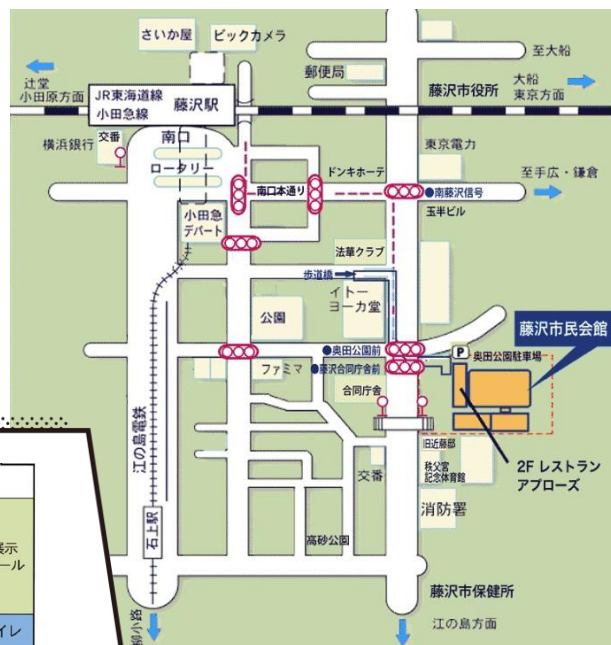 さいか屋
ビックカメラ
郵便局
至大船
辻堂
小田原方面
JR東海道線
小田急線
藤沢駅
藤沢市役所
大船
東京方面
横浜銀行
交番
南口
ロータリー
東京電力
ドンキホーテ
南口本通り
南藤沢信号
至手広・鎌倉
玉半ビル
小田急
デパート
法華クラブ
歩道橋
イトー
ヨーカ堂
公園
藤沢市民会館
奥田公園前
P
奥田公園駐車場
ファミマ
藤沢合同庁舎前
合同庁舎
江の島電鉄
旧近藤邸
秩父宮
記念体育館
2F レストラン
アプローズ
交番
消防署
石上駅
高砂公園
藤沢市保健所
柳小路
江の島方面
展示
ール
イレ